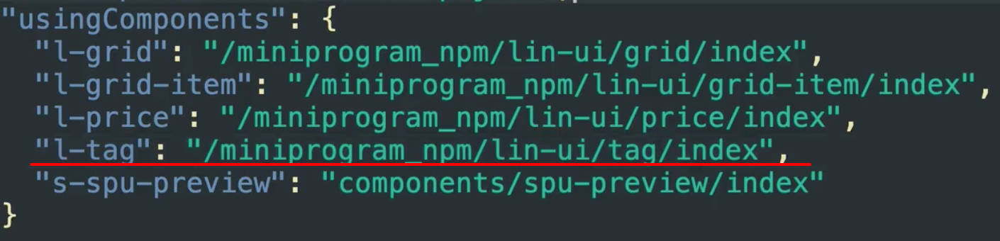 "usingComponents": {
"l-grid": "/miniprogram_npm/lin-ui/grid/index",
"l-grid-item": "/miniprogram_npm/lin-ui/grid-item/index",
"l-price": "/miniprogram_npm/lin-ui/price/index",
"l-tag": "/miniprogram_npm/lin-ui/tag/index",
"s-spu-preview": "components/spu-preview/index"
}